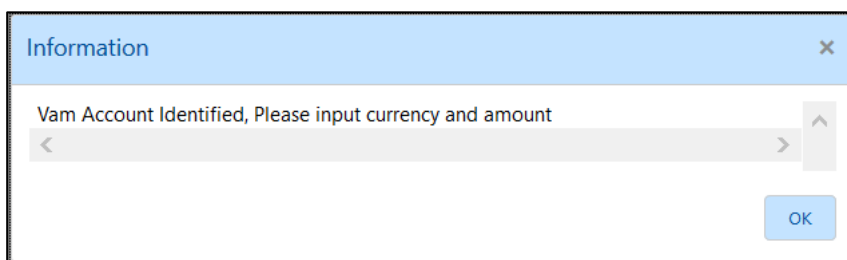 Information
Vam Account Identified, Please input currency and amount
OK